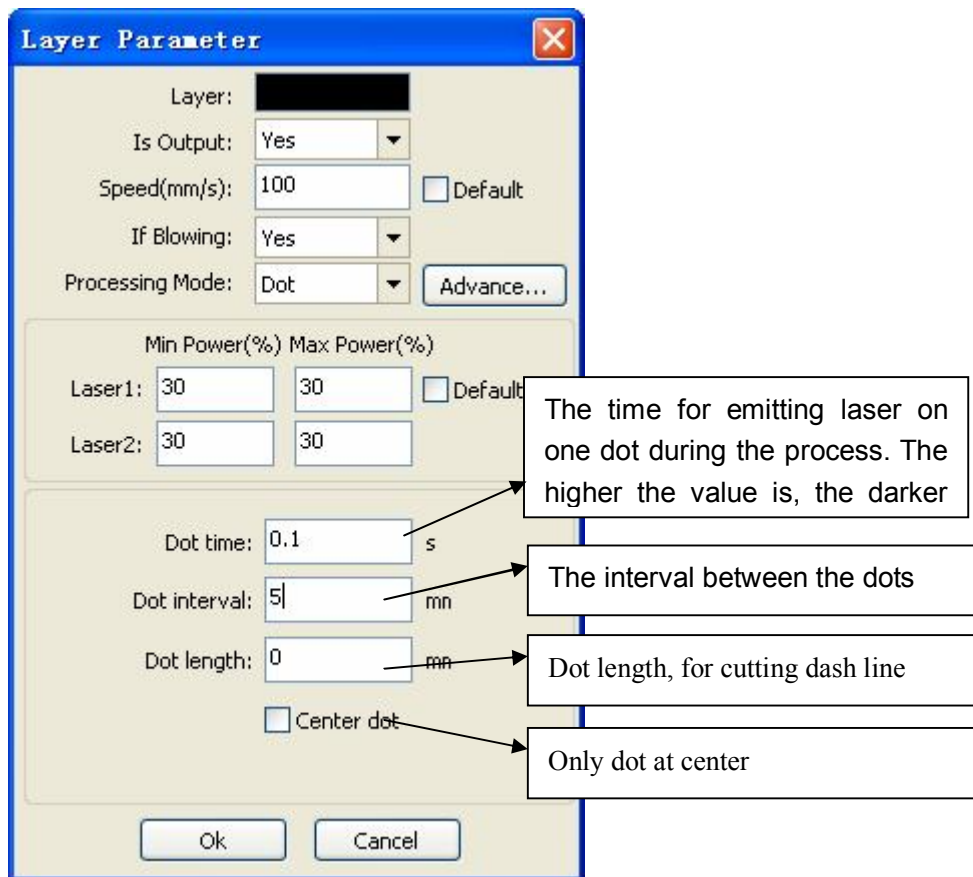 Layer Parameter
Layer:
Is Output: Yes
Speed(mm/s): 100 Default
If Blowing: Yes
Processing Mode: Dot Advance...
Min Power(%) Max Power(%)
Laser1: 30 30 Default
Laser2: 30 30
The time for emitting laser on
one dot during the process. The
higher the value is, the darker
Dot time: 0.1 s
Dot interval: 5 mn
The interval between the dots
Dot length: 0 mn
Dot length, for cutting dash line
Center dot
Only dot at center
Ok Cancel